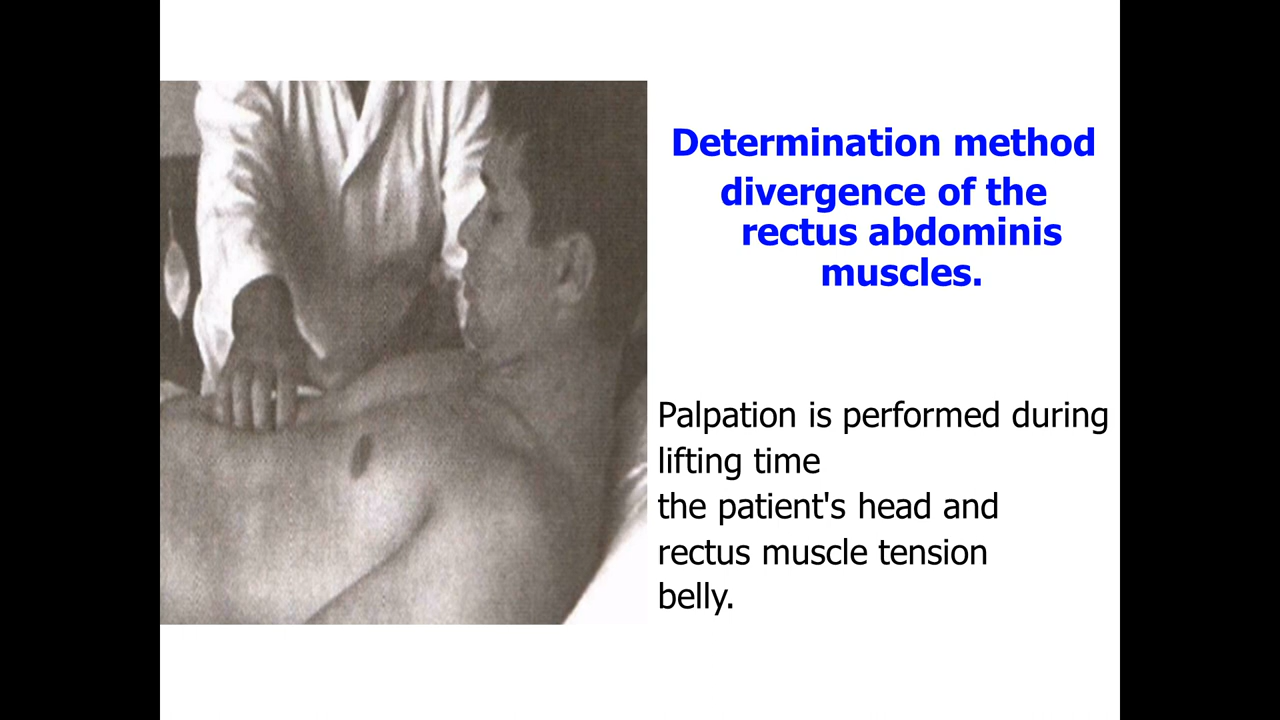 Determination method
divergence of the
rectus abdominis
muscles.
Palpation is performed during
lifting time
the patient's head and
rectus muscle tension
belly.